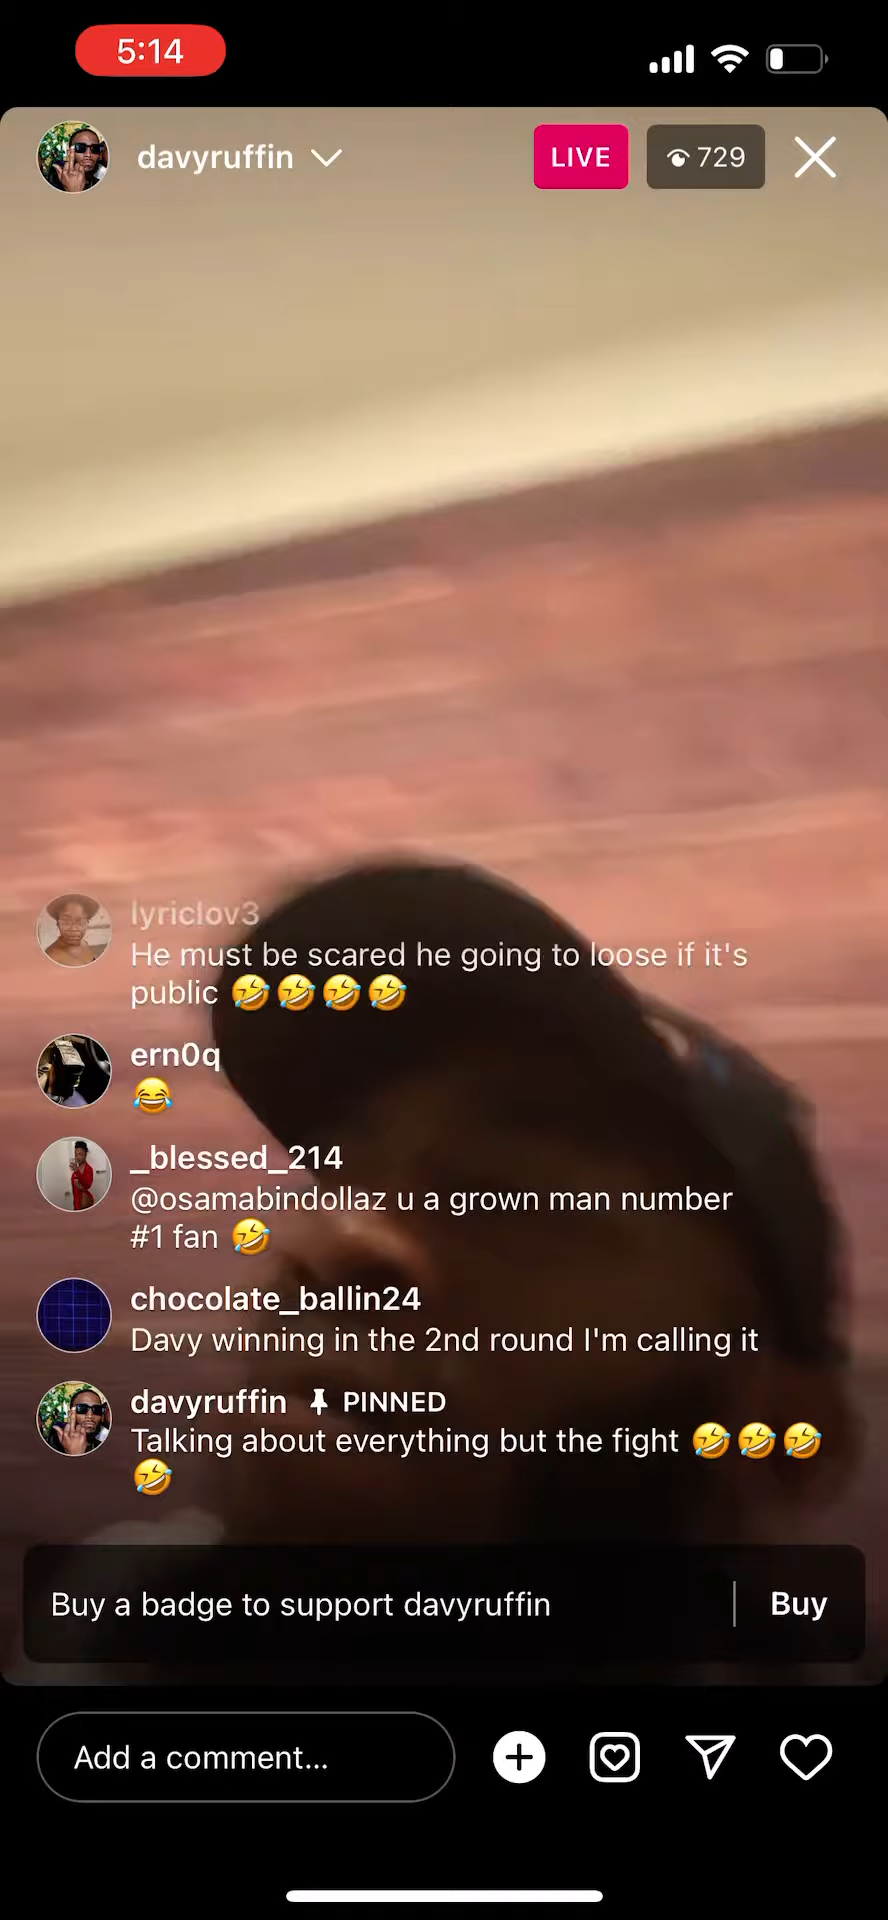 5:14
davyruffin
LIVE
729
lyriclov3
He must be scared he going to loose if it's
public 🤣🤣🤣🤣
ern0q
😂
_blessed_214
@osamabindollaz u a grown man number
#1 fan 🤣
chocolate_ballin24
Davy winning in the 2nd round I'm calling it
davyruffin PINNED
Talking about everything but the fight 🤣🤣🤣
🤣
Buy a badge to support davyruffin | Buy
Add a comment...